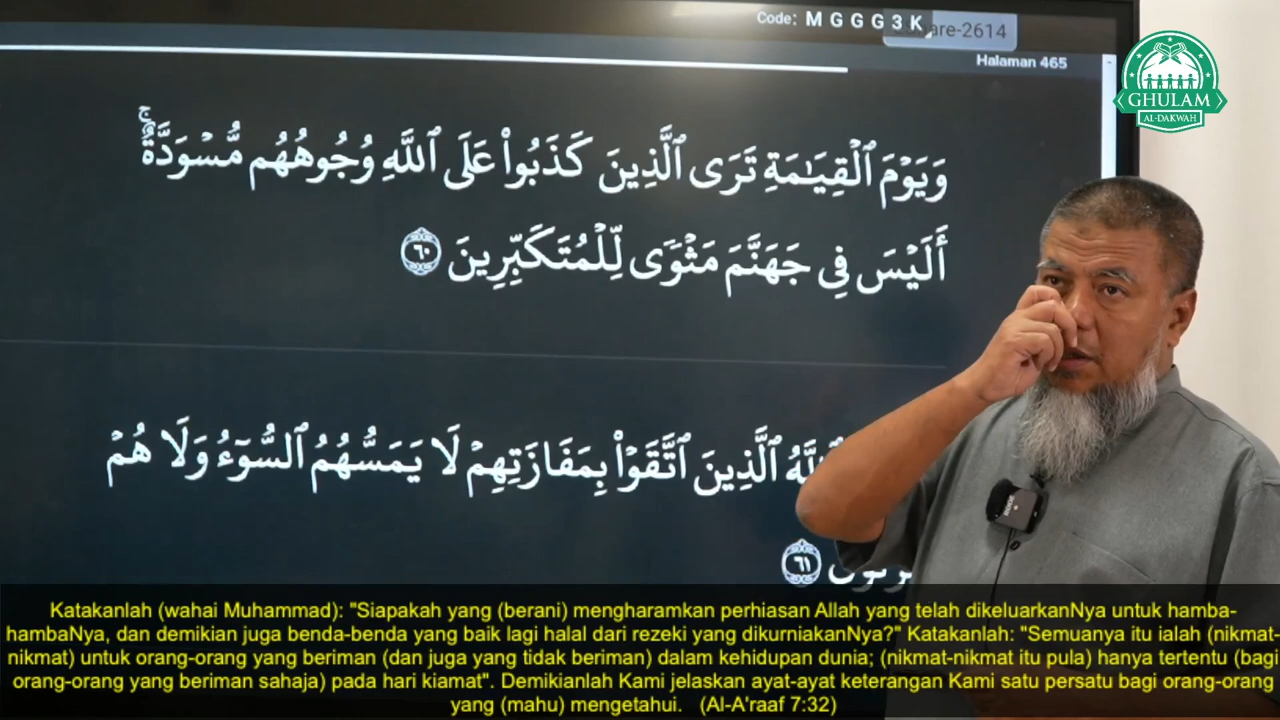 Code: MGGG3K
are-2614
Halaman 465
GHULAM
AL-DAKWAH
وَيَوْمَ ٱلْقِيَـٰمَةِ تَرَى ٱلَّذِينَ كَذَبُوا۟ عَلَى ٱللَّهِ وُجُوهُهُم مُّسْوَدَّةٌ ۚ
أَلَيْسَ فِى جَهَنَّمَ مَثْوًى لِّلْمُتَكَبِّرِينَ ٦٠
ٱللَّهُ ٱلَّذِينَ ٱتَّقَوْا۟ بِمَفَازَتِهِمْ لَا يَمَسُّهُمُ ٱلسُّوٓءُ وَلَا هُمْ
٦١
Katakanlah (wahai Muhammad): "Siapakah yang (berani) mengharamkan perhiasan Allah yang telah dikeluarkanNya untuk hamba-
hambaNya, dan demikian juga benda-benda yang baik lagi halal dari rezeki yang dikurniakanNya?" Katakanlah: "Semuanya itu ialah (nikmat-
nikmat) untuk orang-orang yang beriman (dan juga yang tidak beriman) dalam kehidupan dunia; (nikmat-nikmat itu pula) hanya tertentu (bagi
orang-orang yang beriman sahaja) pada hari kiamat". Demikianlah Kami jelaskan ayat-ayat keterangan Kami satu persatu bagi orang-orang
yang (mahu) mengetahui. (Al-A'raaf 7:32)